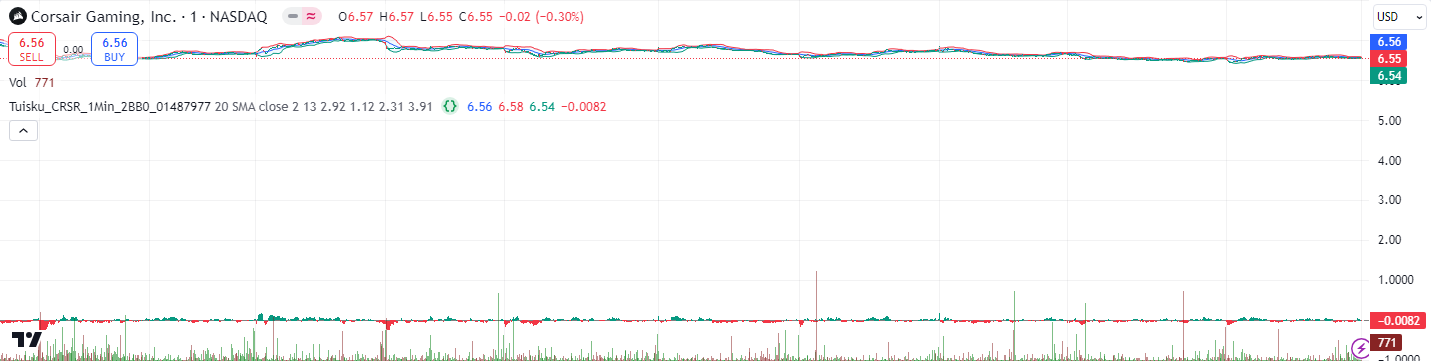 Corsair Gaming, Inc. · 1 · NASDAQ O6.57 H6.57 L6.55 C6.55 −0.02 (−0.30%) USD
6.56 SELL 0.00 6.56 BUY
6.56
6.55
6.54
Vol 771
Tuisku_CRSR_1Min_2BB0_01487977 20 SMA close 2 13 2.92 1.12 2.31 3.91 {} 6.56 6.58 6.54 −0.0082
5.00
4.00
3.00
2.00
1.0000
−0.0082
771
−1.0000